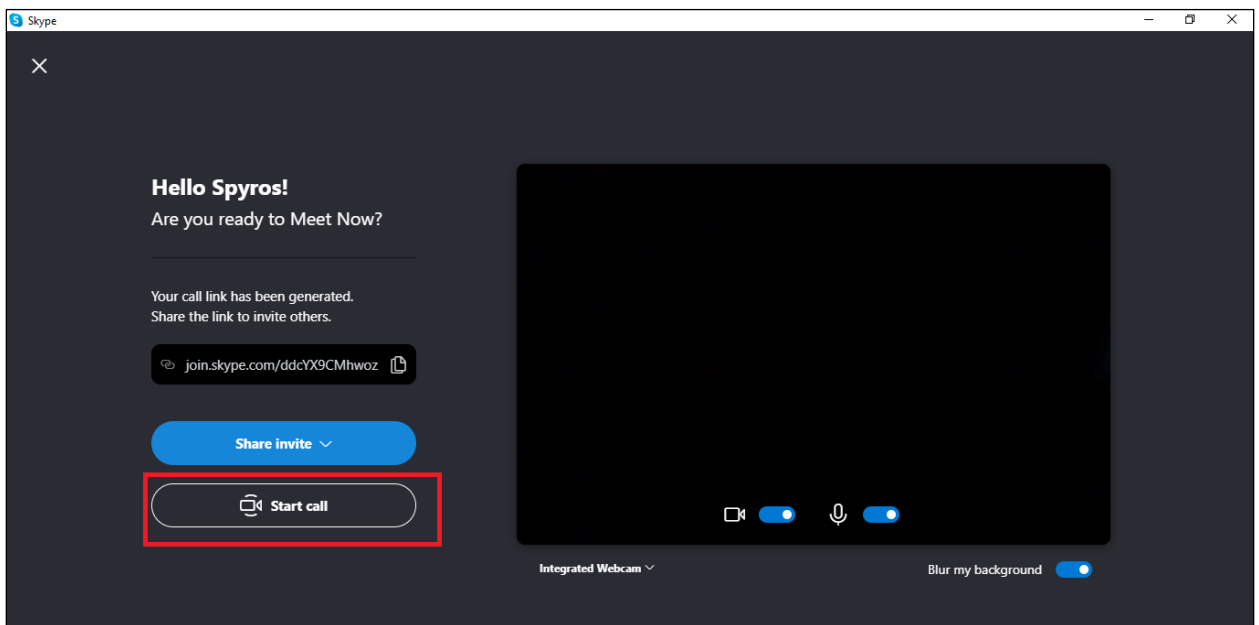 Skype
Hello Spyros!
Are you ready to Meet Now?
Your call link has been generated.
Share the link to invite others.
join.skype.com/ddcYX9CMhwoz
Share invite
Start call
Integrated Webcam
Blur my background